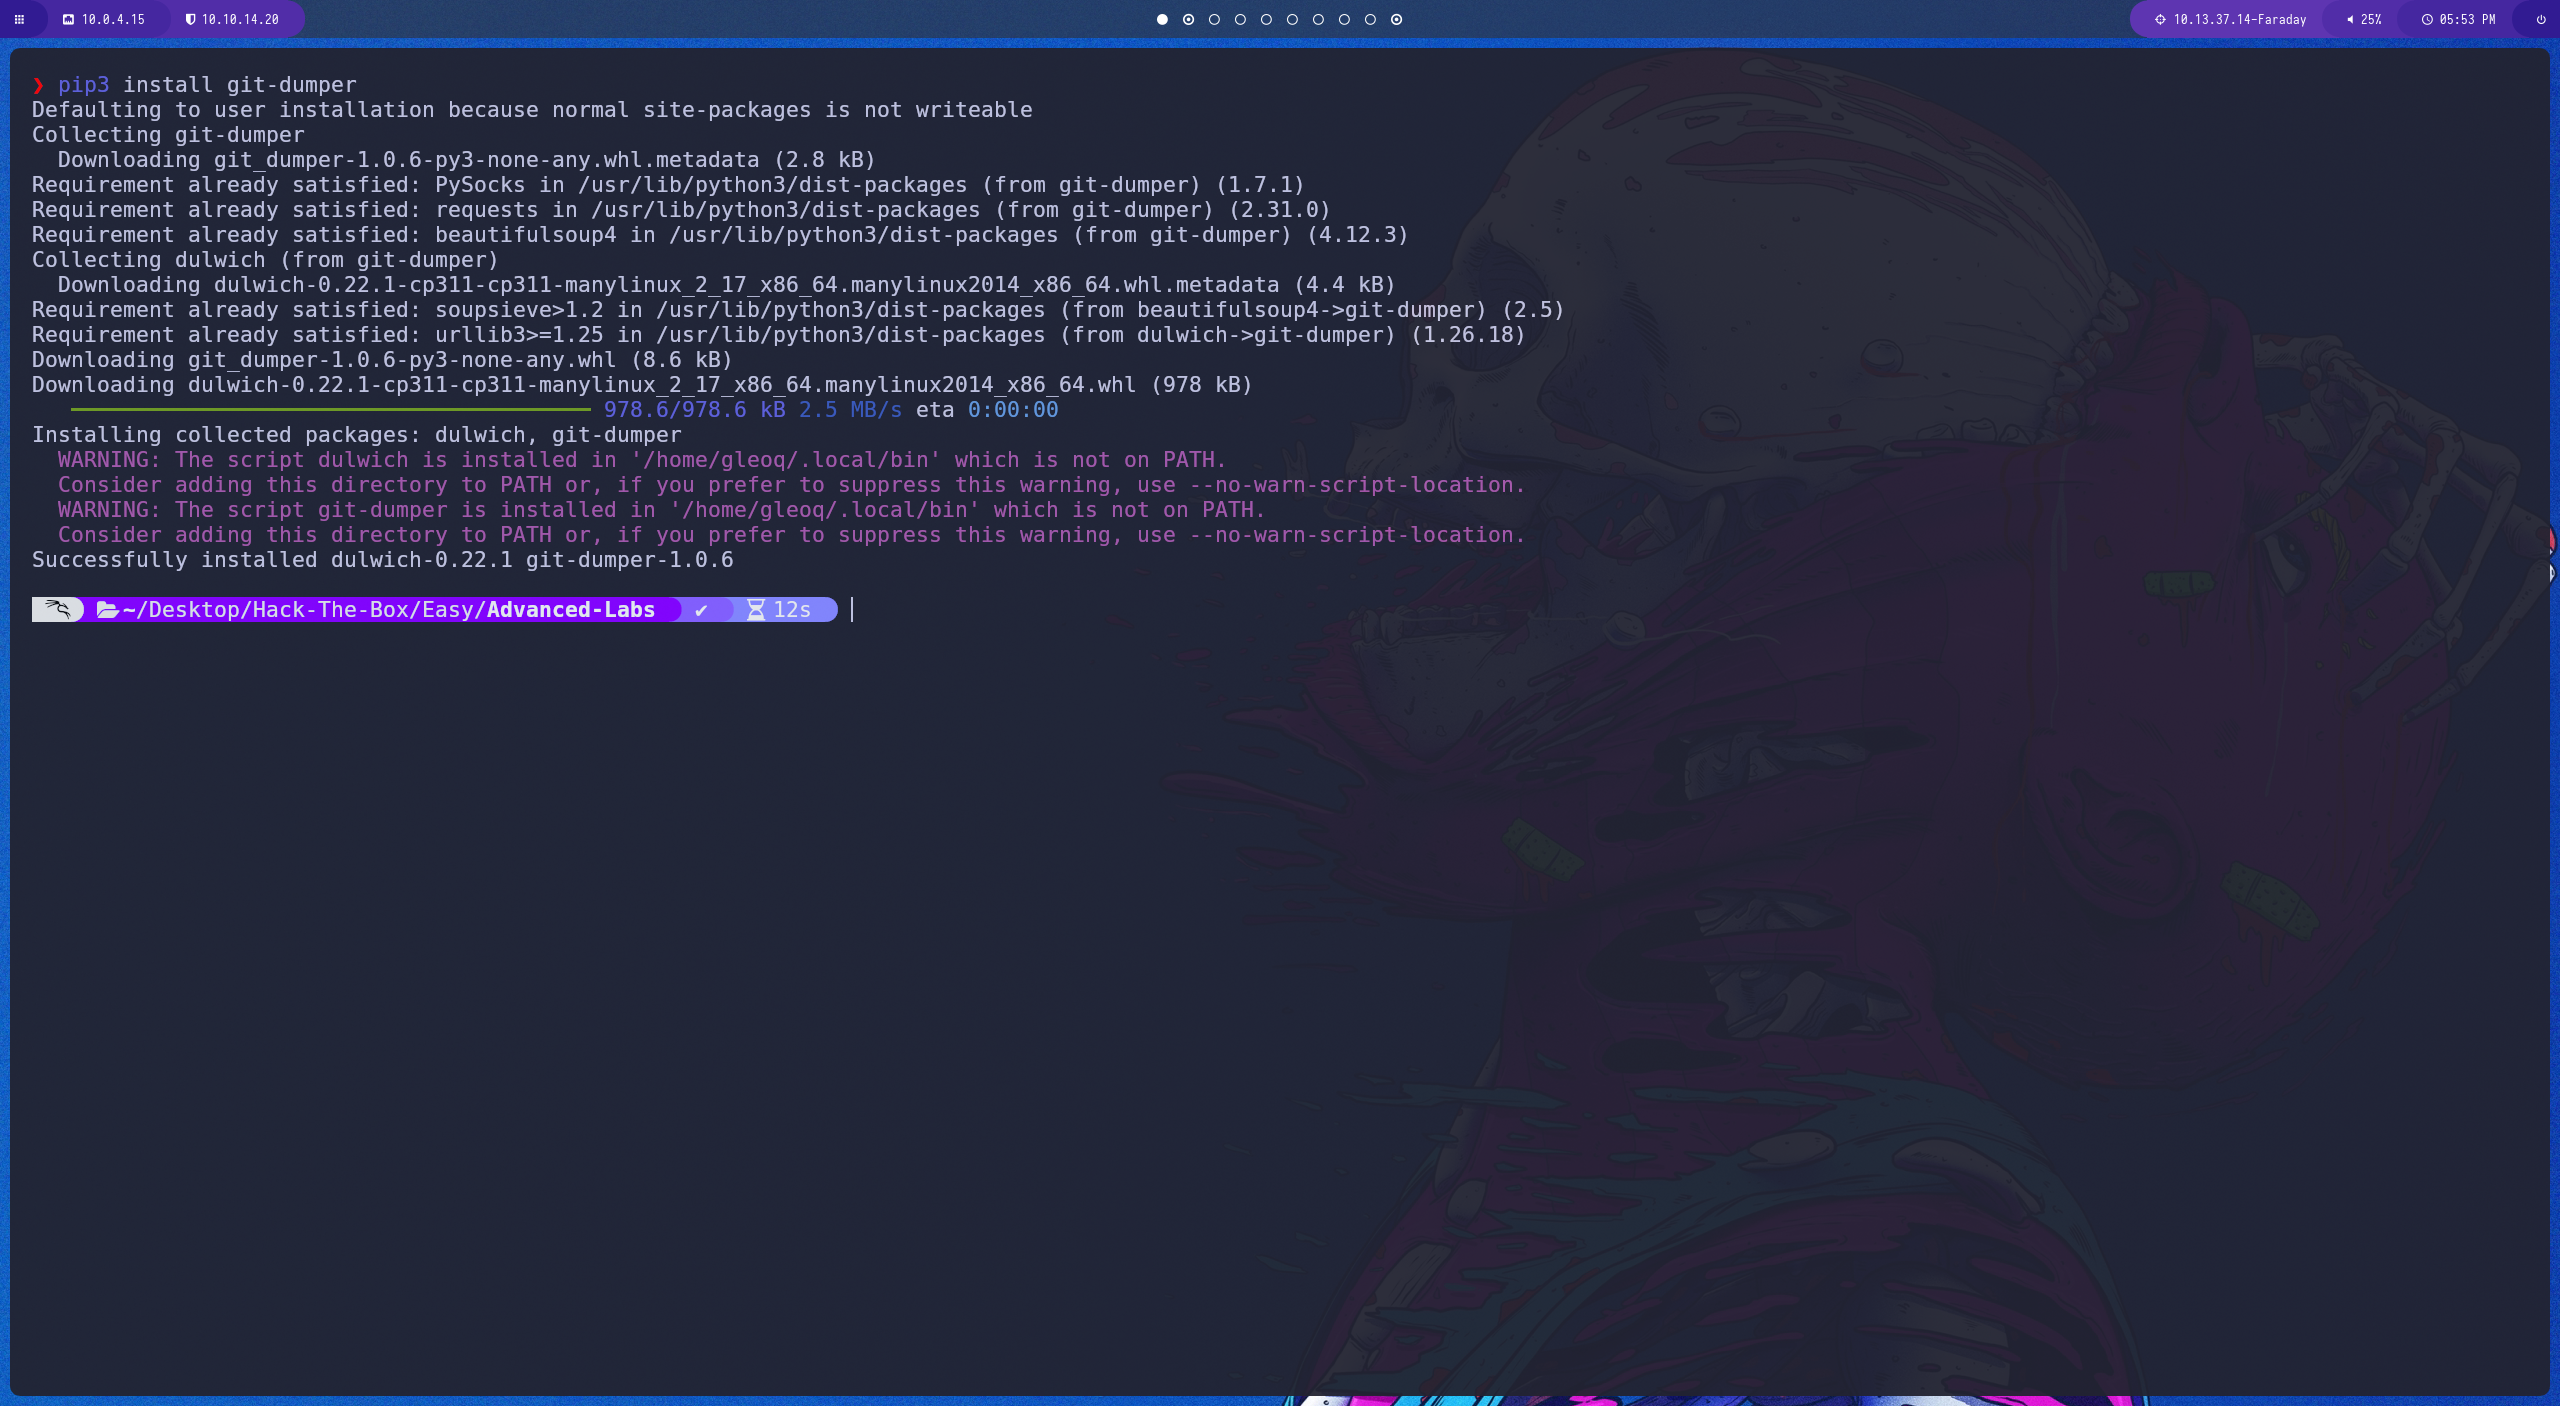 10.0.4.15 10.10.14.20 10.13.37.14-Faraday 25% 05:53 PM
❯ pip3 install git-dumper
Defaulting to user installation because normal site-packages is not writeable
Collecting git-dumper
  Downloading git_dumper-1.0.6-py3-none-any.whl.metadata (2.8 kB)
Requirement already satisfied: PySocks in /usr/lib/python3/dist-packages (from git-dumper) (1.7.1)
Requirement already satisfied: requests in /usr/lib/python3/dist-packages (from git-dumper) (2.31.0)
Requirement already satisfied: beautifulsoup4 in /usr/lib/python3/dist-packages (from git-dumper) (4.12.3)
Collecting dulwich (from git-dumper)
  Downloading dulwich-0.22.1-cp311-cp311-manylinux_2_17_x86_64.manylinux2014_x86_64.whl.metadata (4.4 kB)
Requirement already satisfied: soupsieve>1.2 in /usr/lib/python3/dist-packages (from beautifulsoup4->git-dumper) (2.5)
Requirement already satisfied: urllib3>=1.25 in /usr/lib/python3/dist-packages (from dulwich->git-dumper) (1.26.18)
Downloading git_dumper-1.0.6-py3-none-any.whl (8.6 kB)
Downloading dulwich-0.22.1-cp311-cp311-manylinux_2_17_x86_64.manylinux2014_x86_64.whl (978 kB)
978.6/978.6 kB 2.5 MB/s eta 0:00:00
Installing collected packages: dulwich, git-dumper
  WARNING: The script dulwich is installed in '/home/gleoq/.local/bin' which is not on PATH.
  Consider adding this directory to PATH or, if you prefer to suppress this warning, use --no-warn-script-location.
  WARNING: The script git-dumper is installed in '/home/gleoq/.local/bin' which is not on PATH.
  Consider adding this directory to PATH or, if you prefer to suppress this warning, use --no-warn-script-location.
Successfully installed dulwich-0.22.1 git-dumper-1.0.6
~/Desktop/Hack-The-Box/Easy/Advanced-Labs ✔ 12s